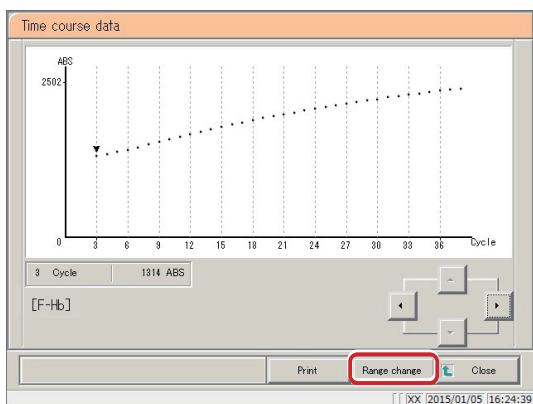 Time course data
ABS
2502
0 3 6 9 12 15 18 21 24 27 30 33 36 Cycle
3 Cycle 1314 ABS
[F-Hb]
Print Range change Close
XX 2015/01/05 16:24:39